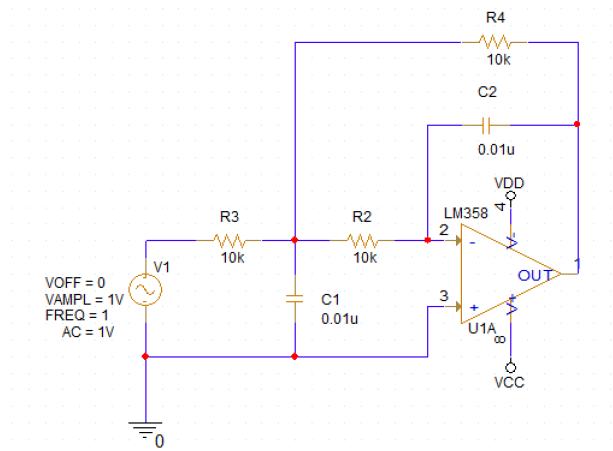 R4
10k
C2
0.01u
VDD
4
LM358
R3
R2
2
-
V-
10k
10k
OUT
1
V1
VOFF = 0
VAMPL = 1V
FREQ = 1
AC = 1V
C1
0.01u
3
+
V+
U1A
8
VCC
0